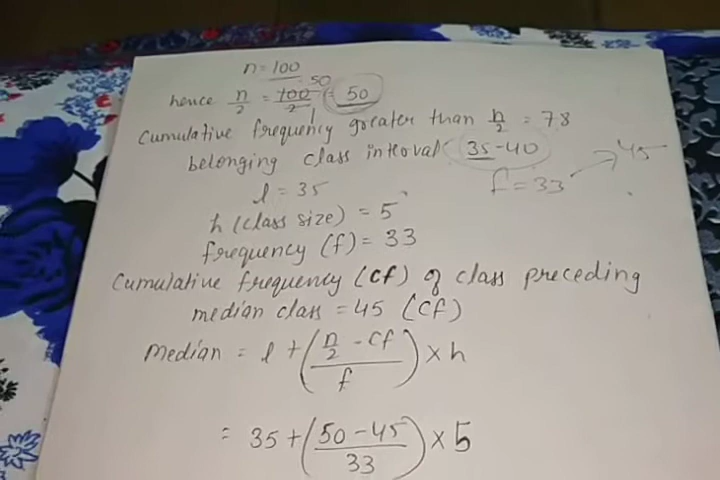 n = 100
hence n/2 = 100/2 50 = 50
Cumulative frequency greater than n/2 = 78
belonging class interval 35-40 45
f = 33
l = 35
h (class size) = 5
frequency (f) = 33
Cumulative frequency (cf) of class preceding
median class = 45 (cf)
Median = l + (n/2 - cf / f) × h
= 35 + (50 - 45 / 33) × 5